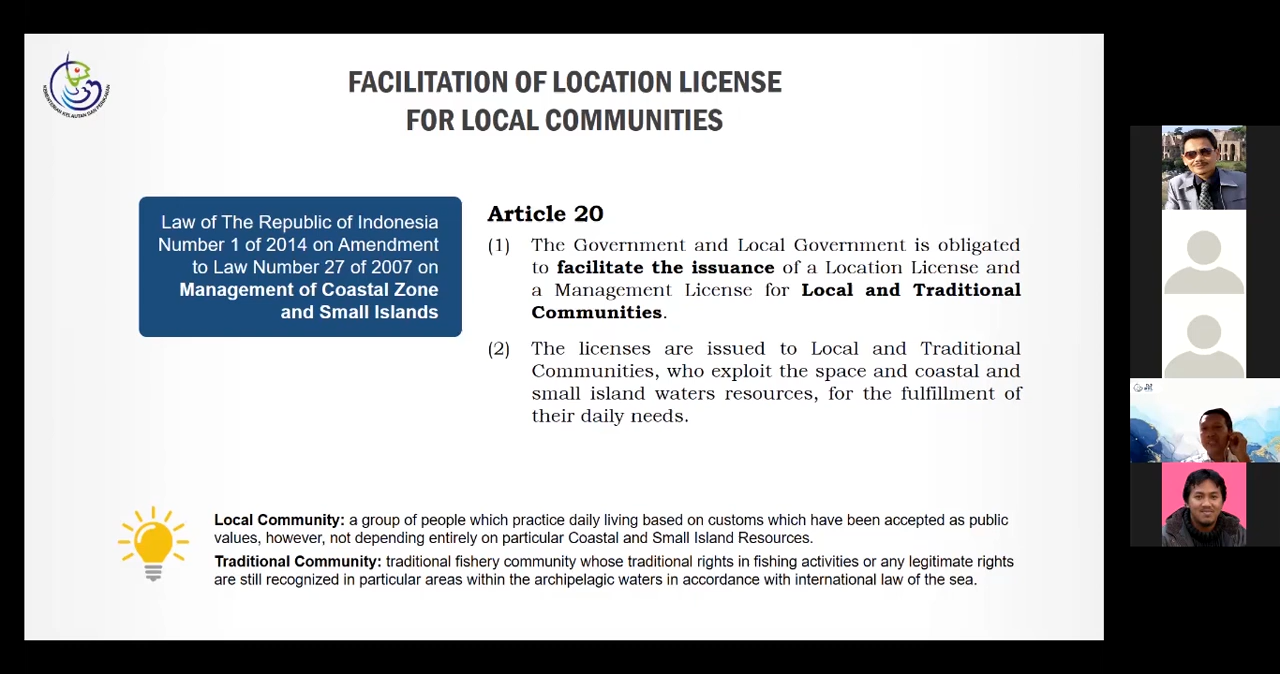 KEMENTERIAN KELAUTAN DAN PERIKANAN
FACILITATION OF LOCATION LICENSE
FOR LOCAL COMMUNITIES
Law of The Republic of Indonesia
Number 1 of 2014 on Amendment
to Law Number 27 of 2007 on
Management of Coastal Zone
and Small Islands
Article 20
(1) The Government and Local Government is obligated
to facilitate the issuance of a Location License and
a Management License for Local and Traditional
Communities.
(2) The licenses are issued to Local and Traditional
Communities, who exploit the space and coastal and
small island waters resources, for the fulfillment of
their daily needs.
Local Community: a group of people which practice daily living based on customs which have been accepted as public
values, however, not depending entirely on particular Coastal and Small Island Resources.
Traditional Community: traditional fishery community whose traditional rights in fishing activities or any legitimate rights
are still recognized in particular areas within the archipelagic waters in accordance with international law of the sea.